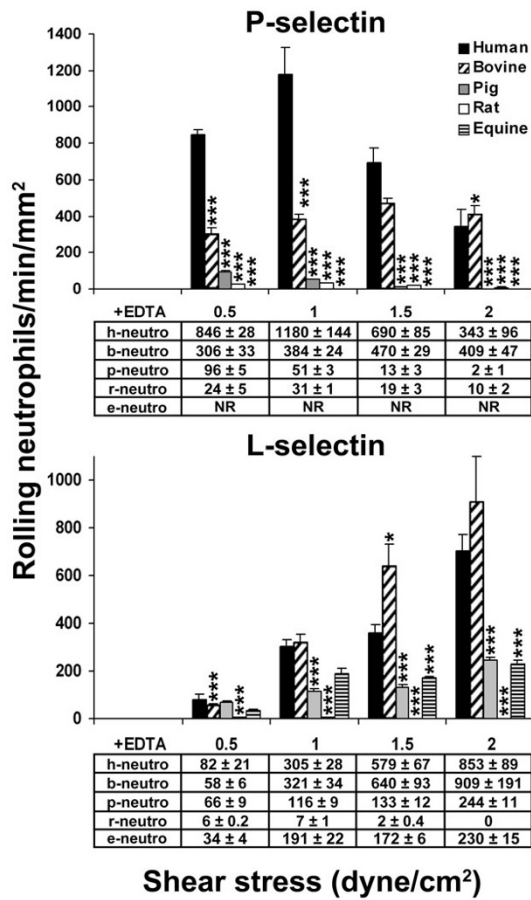 P-selectin
1400
1200
1000
800
600
400
200
0
Human
Bovine
Pig
Rat
Equine
***
***
***
***
***
***
***
***
***
***
***
*
***
***
***
+EDTA 0.5 1 1.5 2
h-neutro 846 ± 28 1180 ± 144 690 ± 85 343 ± 96
b-neutro 306 ± 33 384 ± 24 470 ± 29 409 ± 47
p-neutro 96 ± 5 51 ± 3 13 ± 3 2 ± 1
r-neutro 24 ± 5 31 ± 1 19 ± 3 10 ± 2
e-neutro NR NR NR NR
Rolling neutrophils/min/mm²
L-selectin
1000
800
600
400
200
0
***
***
***
***
*
***
***
***
***
***
***
+EDTA 0.5 1 1.5 2
h-neutro 82 ± 21 305 ± 28 579 ± 67 853 ± 89
b-neutro 58 ± 6 321 ± 34 640 ± 93 909 ± 191
p-neutro 66 ± 9 116 ± 9 133 ± 12 244 ± 11
r-neutro 6 ± 0.2 7 ± 1 2 ± 0.4 0
e-neutro 34 ± 4 191 ± 22 172 ± 6 230 ± 15
Shear stress (dyne/cm²)